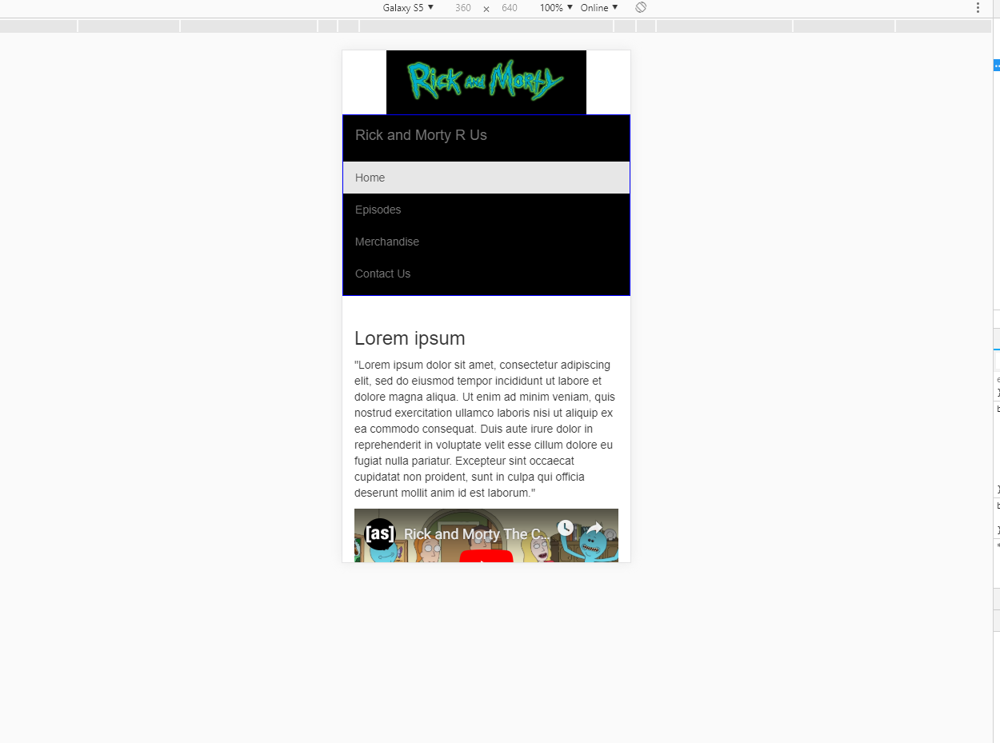 Galaxy S5 ▼ 360 × 640 100% ▼ Online ▼
Rick and Morty
Rick and Morty R Us
Home
Episodes
Merchandise
Contact Us
Lorem ipsum
"Lorem ipsum dolor sit amet, consectetur adipiscing
elit, sed do eiusmod tempor incididunt ut labore et
dolore magna aliqua. Ut enim ad minim veniam, quis
nostrud exercitation ullamco laboris nisi ut aliquip ex
ea commodo consequat. Duis aute irure dolor in
reprehenderit in voluptate velit esse cillum dolore eu
fugiat nulla pariatur. Excepteur sint occaecat
cupidatat non proident, sunt in culpa qui officia
deserunt mollit anim id est laborum."
[as] Rick and Morty The C...